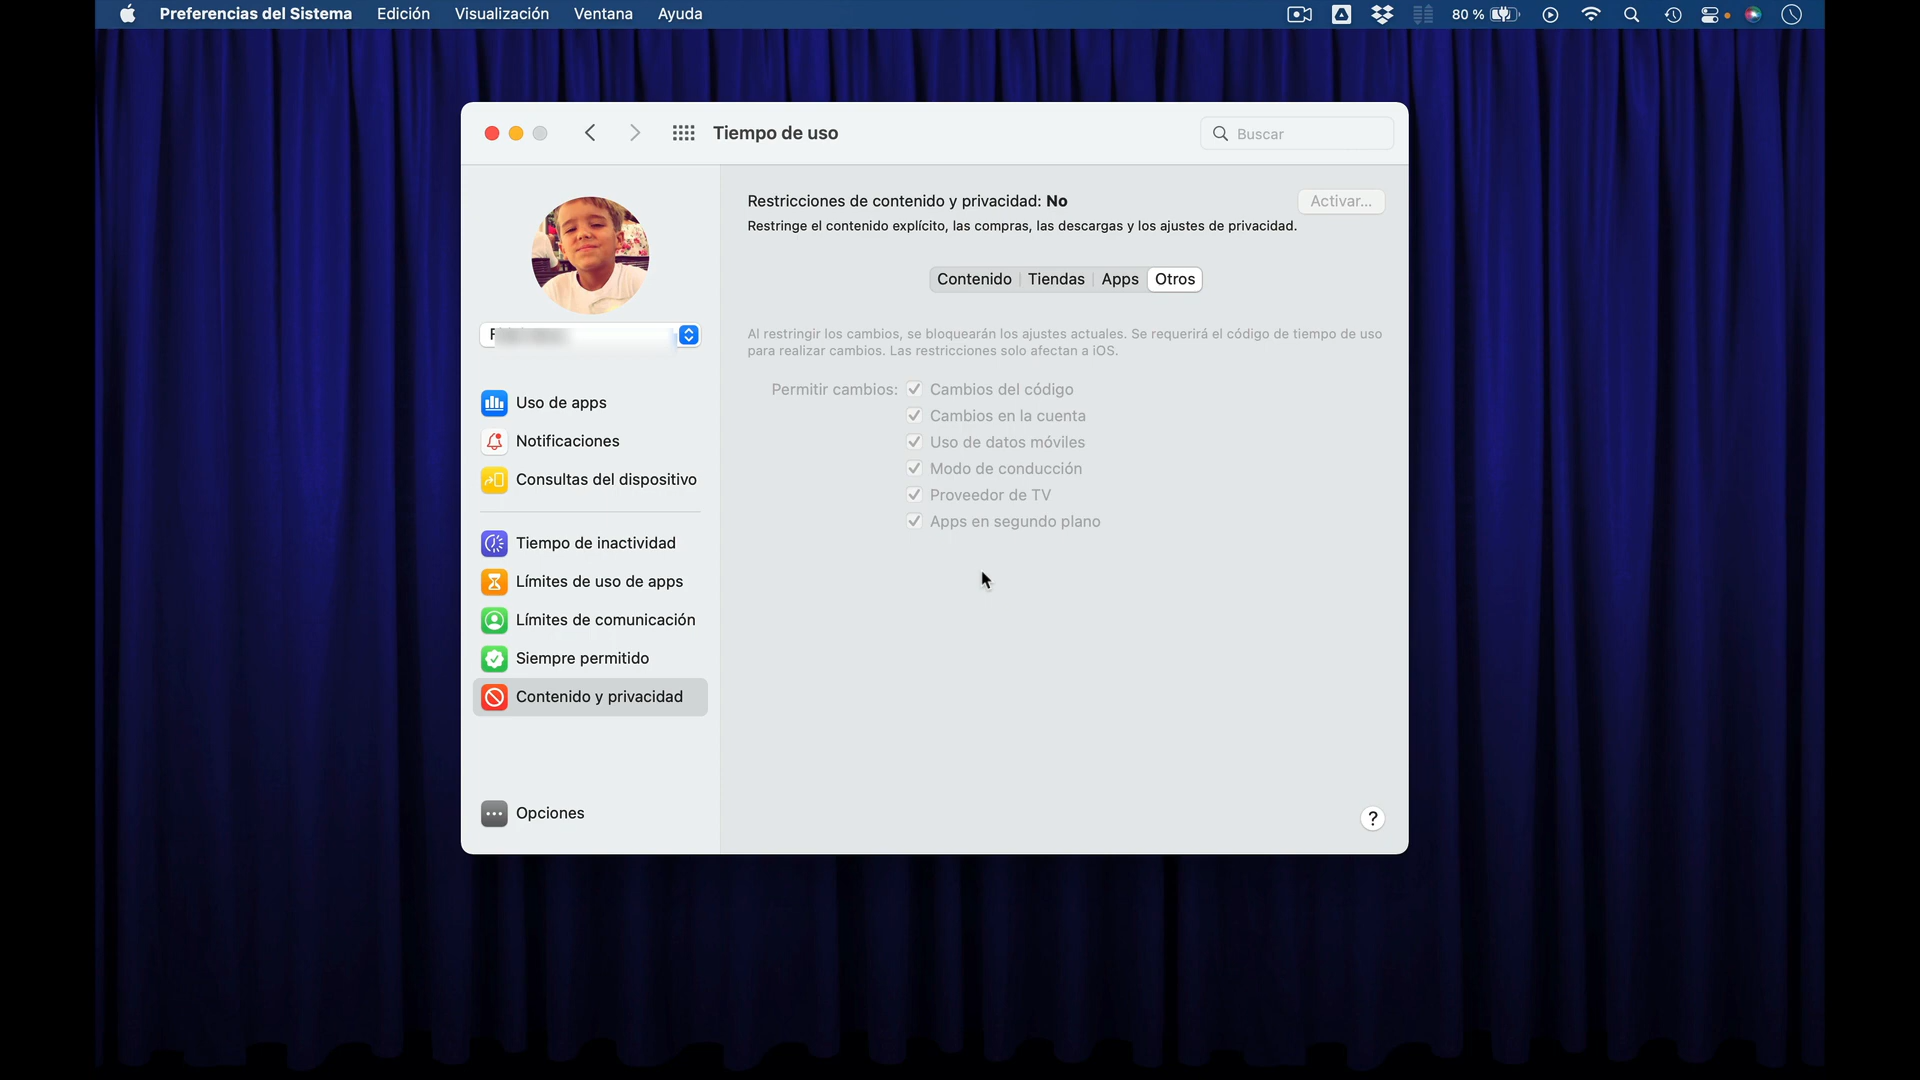 Preferencias del Sistema Edición Visualización Ventana Ayuda 80 %
Tiempo de uso
Buscar
Restricciones de contenido y privacidad: No
Activar...
Restringe el contenido explícito, las compras, las descargas y los ajustes de privacidad.
Contenido Tiendas Apps Otros
Al restringir los cambios, se bloquearán los ajustes actuales. Se requerirá el código de tiempo de uso
para realizar cambios. Las restricciones solo afectan a iOS.
Permitir cambios: Cambios del código
Cambios en la cuenta
Uso de datos móviles
Modo de conducción
Proveedor de TV
Apps en segundo plano
Uso de apps
Notificaciones
Consultas del dispositivo
Tiempo de inactividad
Límites de uso de apps
Límites de comunicación
Siempre permitido
Contenido y privacidad
Opciones
?